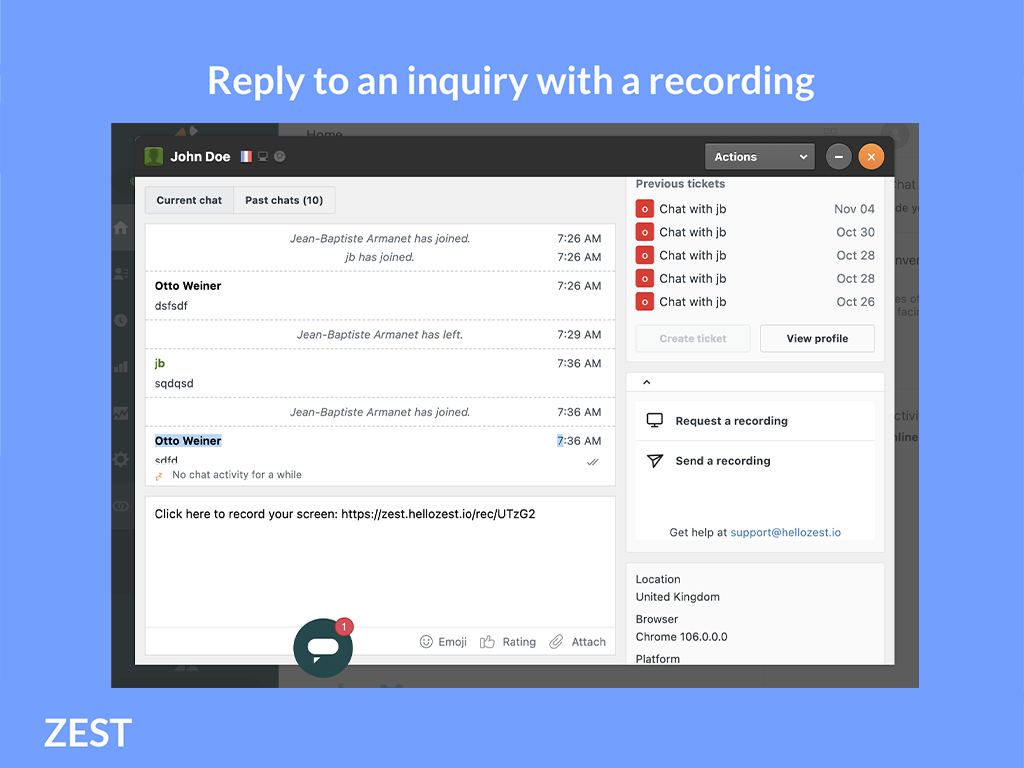 Reply to an inquiry with a recording
Home
John Doe
Actions
Current chat
Past chats (10)
Jean-Baptiste Armanet has joined. 7:26 AM
jb has joined. 7:26 AM
Otto Weiner 7:26 AM
dsfsdf
Jean-Baptiste Armanet has left. 7:29 AM
jb 7:36 AM
sqdqsd
Jean-Baptiste Armanet has joined. 7:36 AM
Otto Weiner 7:36 AM
sdfd
No chat activity for a while
Click here to record your screen: https://zest.hellozest.io/rec/UTzG2
1
Emoji
Rating
Attach
Previous tickets
o Chat with jb Nov 04
o Chat with jb Oct 30
o Chat with jb Oct 28
o Chat with jb Oct 28
o Chat with jb Oct 26
Create ticket
View profile
Request a recording
Send a recording
Get help at support@hellozest.io
Location
United Kingdom
Browser
Chrome 106.0.0.0
Platform
ZEST